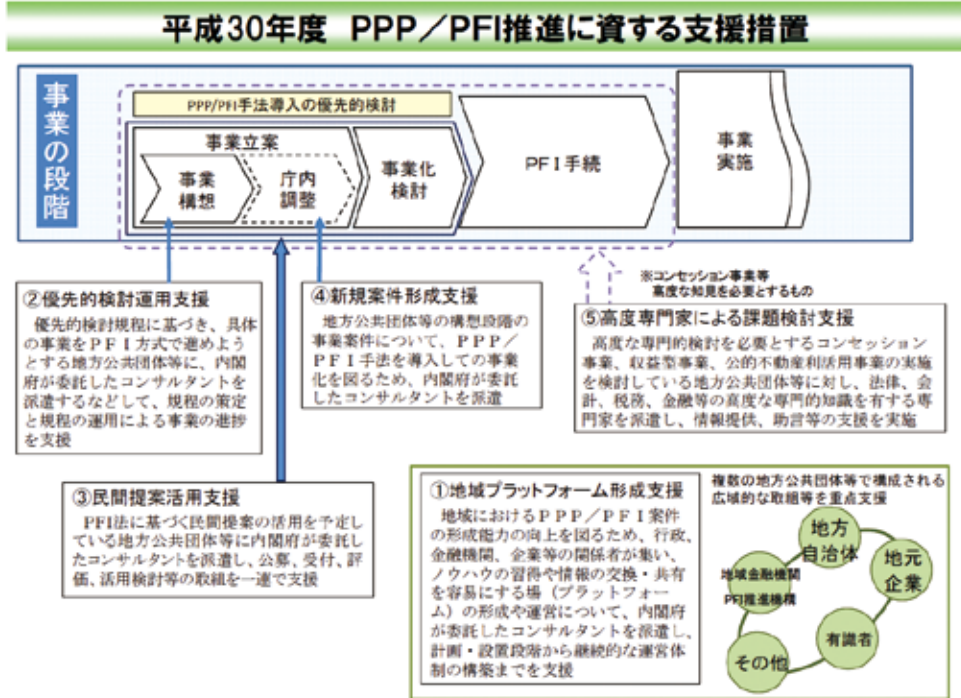 平成30年度 PPP／PFI推進に資する支援措置
事業の段階
PPP/PFI手法導入の優先的検討
事業立案
事業
構想
庁内
調整
事業化
検討
PFI手続
事業
実施
②優先的検討運用支援
優先的検討規程に基づき、具体
の事業をＰＦＩ方式で進めよう
とする地方公共団体等に、内閣
府が委託したコンサルタントを
派遣するなどして、規程の策定
と規程の運用による事業の進捗
を支援
④新規案件形成支援
地方公共団体等の構想段階の
事業案件について、ＰＰＰ／
ＰＦＩ手法を導入しての事業
化を図るため、内閣府が委託
したコンサルタントを派遣
※コンセッション事業等
高度な知見を必要とするもの
⑤高度専門家による課題検討支援
高度な専門的検討を必要とするコンセッション
事業、収益型事業、公的不動産利活用事業の実施
を検討している地方公共団体等に対し、法律、会
計、税務、金融等の高度な専門的知識を有する専
門家を派遣し、情報提供、助言等の支援を実施
③民間提案活用支援
PFI法に基づく民間提案の活用を予定し
ている地方公共団体等に内閣府が委託し
たコンサルタントを派遣し、公募、受付、評
価、活用検討等の取組を一連で支援
①地域プラットフォーム形成支援
地域におけるＰＰＰ／ＰＦＩ案件
の形成能力の向上を図るため、行政、
金融機関、企業等の関係者が集い、
ノウハウの習得や情報の交換・共有
を容易にする場（プラットフォー
ム）の形成や運営について、内閣府
が委託したコンサルタントを派遣し、
計画・設置段階から継続的な運営体
制の構築までを支援
複数の地方公共団体等で構成される
広域的な取組等を重点支援
地方
自治体
地元
企業
有識者
その他
地域金融機関
PFI推進機構